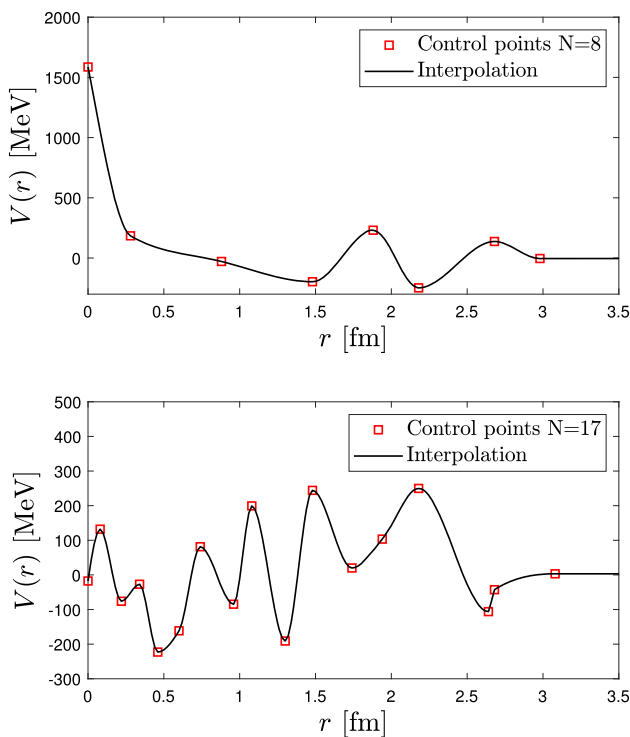 2000
1500
1000
500
0
V(r) [MeV]
Control points N=8
Interpolation
0 0.5 1 1.5 2 2.5 3 3.5
r [fm]
500
400
300
200
100
0
-100
-200
-300
V(r) [MeV]
Control points N=17
Interpolation
0 0.5 1 1.5 2 2.5 3 3.5
r [fm]